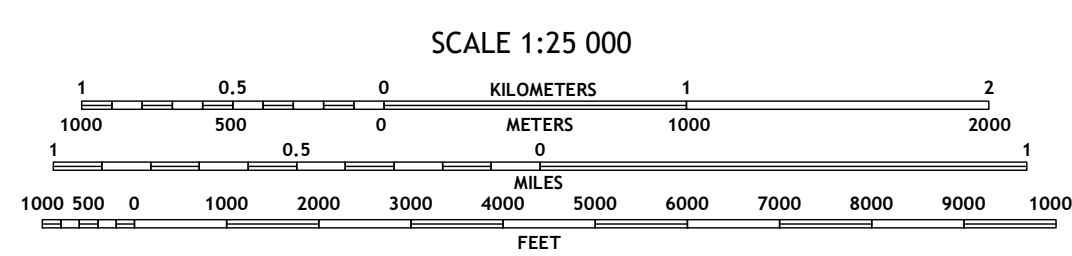 SCALE 1:25 000
1 0.5 0 KILOMETERS 1 2
1000 500 0 METERS 1000 2000
1 0.5 0 1
MILES
1000 500 0 1000 2000 3000 4000 5000 6000 7000 8000 9000 1000
FEET